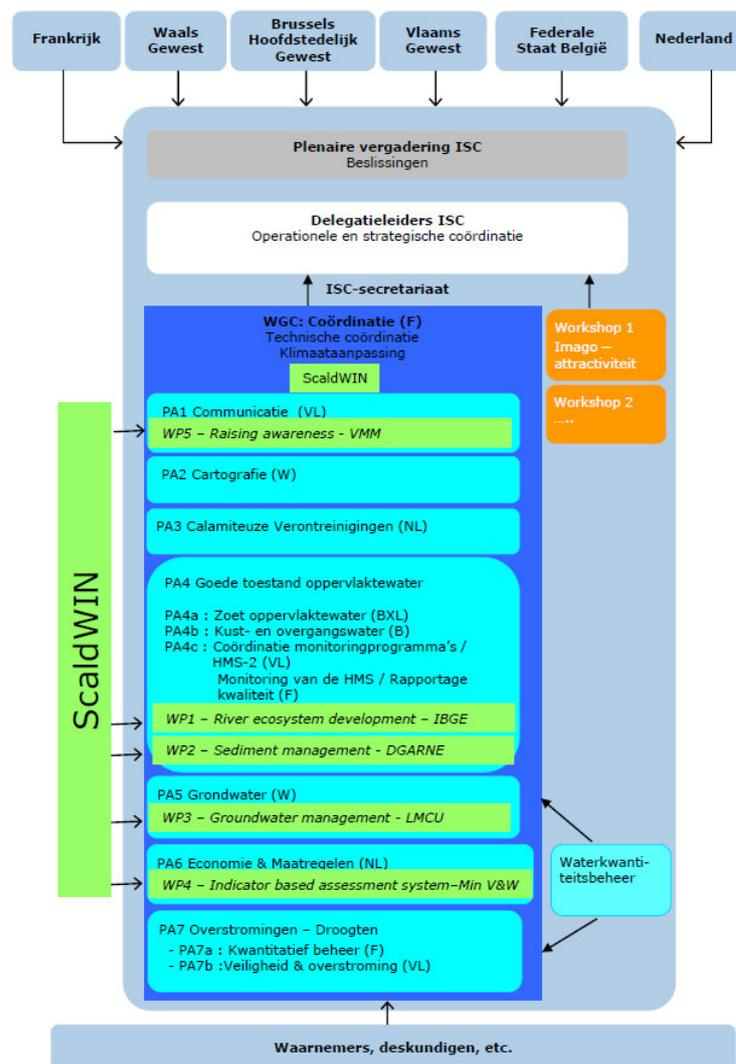 Frankrijk
Waals
Gewest
Brussels
Hoofdstedelijk
Gewest
Vlaams
Gewest
Federale
Staat België
Nederland
Plenaire vergadering ISC
Beslissingen
Delegatieleiders ISC
Operationele en strategische coördinatie
ISC-secretariaat
WGC: Coördinatie (F)
Technische coördinatie
Klimaataanpassing
ScaldWIN
Workshop 1
Imago –
attractiviteit
Workshop 2
.....
ScaldWIN
PA1 Communicatie (VL)
WP5 – Raising awareness - VMM
PA2 Cartografie (W)
PA3 Calamiteuze Verontreinigingen (NL)
PA4 Goede toestand oppervlaktewater
PA4a : Zoet oppervlaktewater (BXL)
PA4b : Kust- en overgangswater (B)
PA4c : Coördinatie monitoringprogramma’s /
HMS-2 (VL)
Monitoring van de HMS / Rapportage
kwaliteit (F)
WP1 – River ecosystem development – IBGE
WP2 – Sediment management - DGARNE
PA5 Grondwater (W)
WP3 – Groundwater management - LMCU
PA6 Economie & Maatregelen (NL)
WP4 – Indicator based assessment system–Min V&W
Waterkwanti-
teitsbeheer
PA7 Overstromingen – Droogten
- PA7a : Kwantitatief beheer (F)
- PA7b :Veiligheid & overstroming (VL)
Waarnemers, deskundigen, etc.